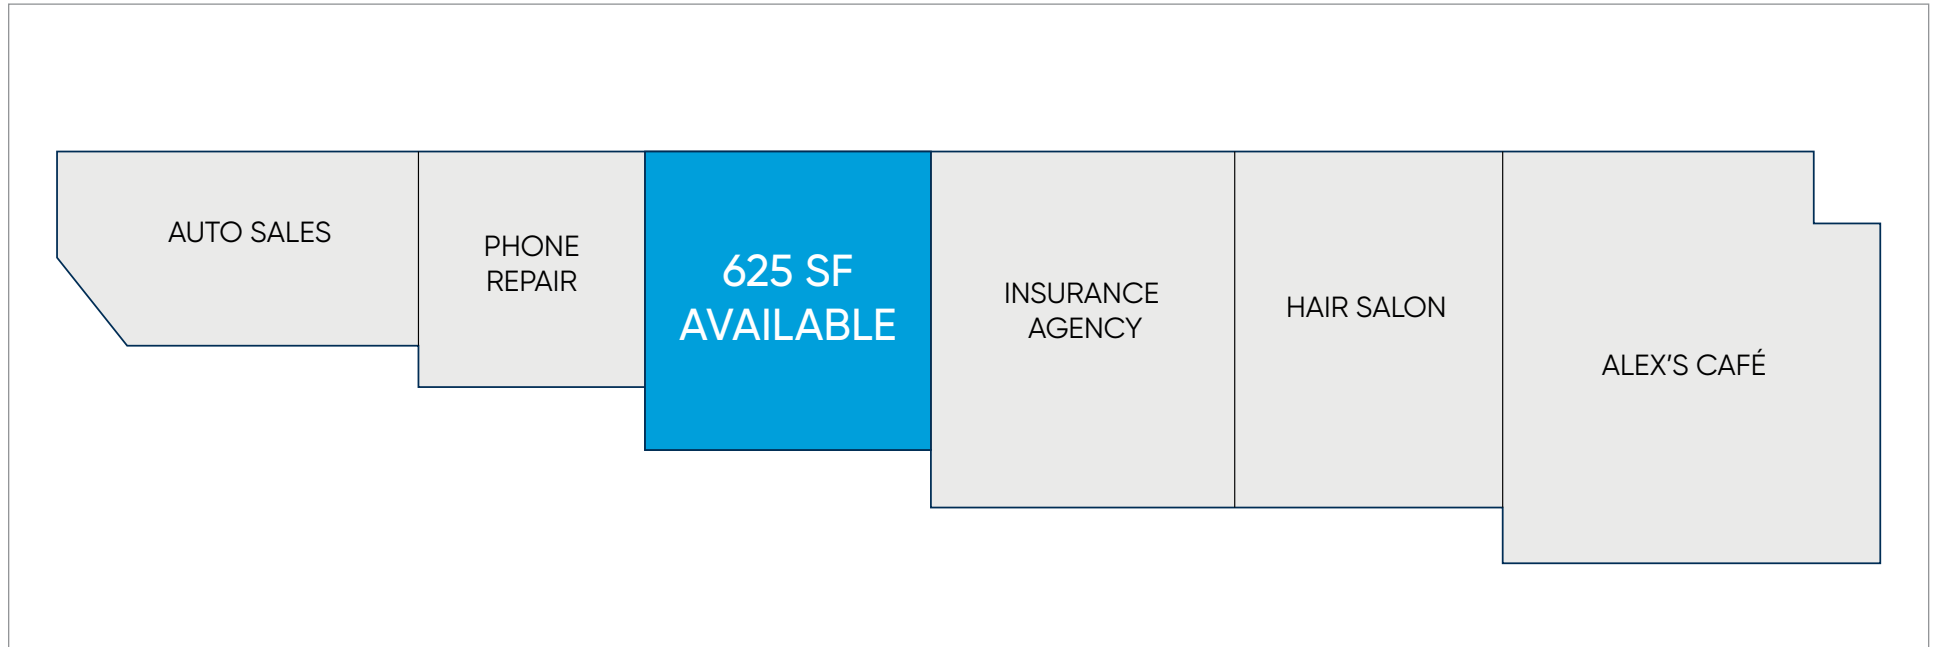 AUTO SALES
PHONE
REPAIR
625 SF
AVAILABLE
INSURANCE
AGENCY
HAIR SALON
ALEX’S CAFÉ